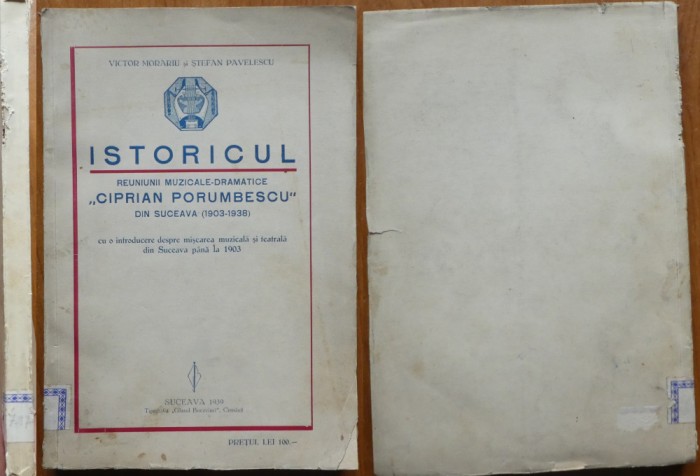 VICTOR MORARIU și ȘTEFAN PAVELESCU
ISTORICUL
REUNIUNII MUZICALE-DRAMATICE
„CIPRIAN PORUMBESCU“
DIN SUCEAVA (1903-1938)
cu o introducere despre mișcarea muzicală și teatrală
din Suceava până la 1903
SUCEAVA 1939
PREȚUL LEI 100.—